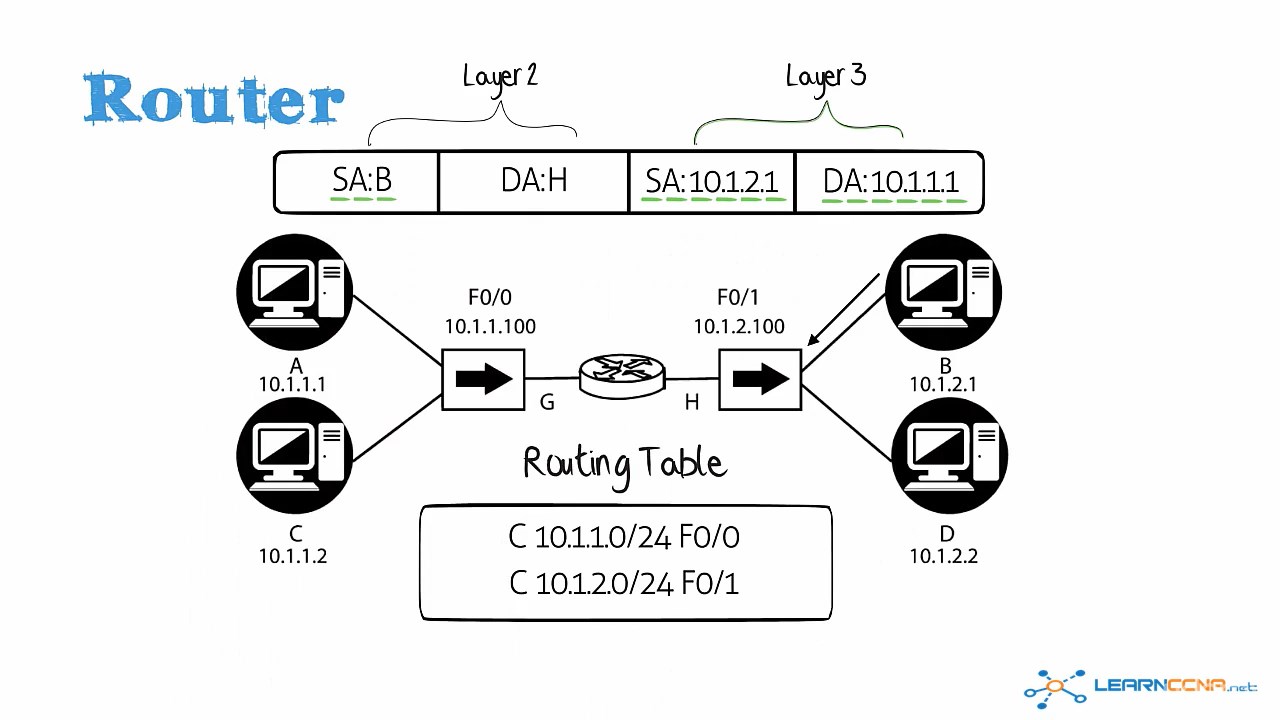 Router
Layer 2
Layer 3
SA:B
DA:H
SA:10.1.2.1
DA:10.1.1.1
F0/0
10.1.1.100
F0/1
10.1.2.100
A
10.1.1.1
B
10.1.2.1
G
H
Routing Table
C 10.1.1.0/24 F0/0
C 10.1.2.0/24 F0/1
C
10.1.1.2
D
10.1.2.2
LEARNCCNA.net